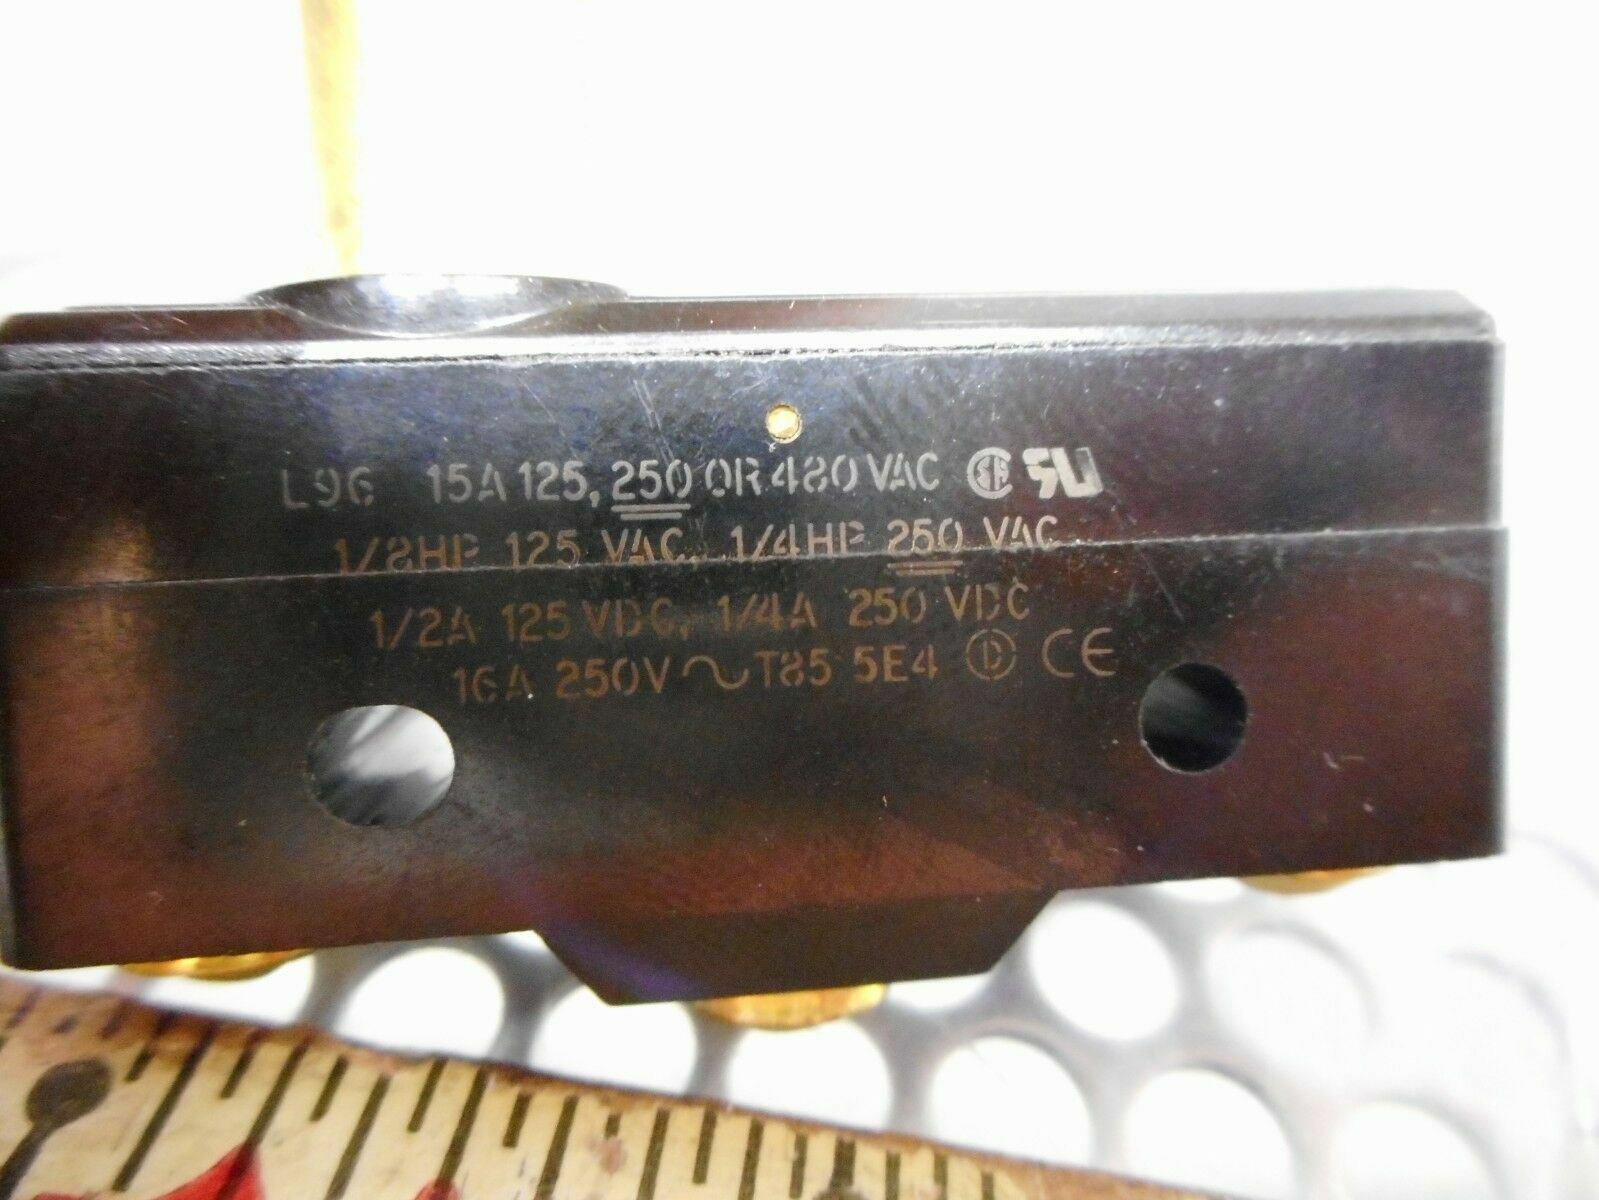 L96 15A 125, 250 OR 480 VAC
1/8HP 125 VAC, 1/4HP 250 VAC
1/2A 125 VDC, 1/4A 250 VDC
16A 250V ~ T85 5E4 D CE